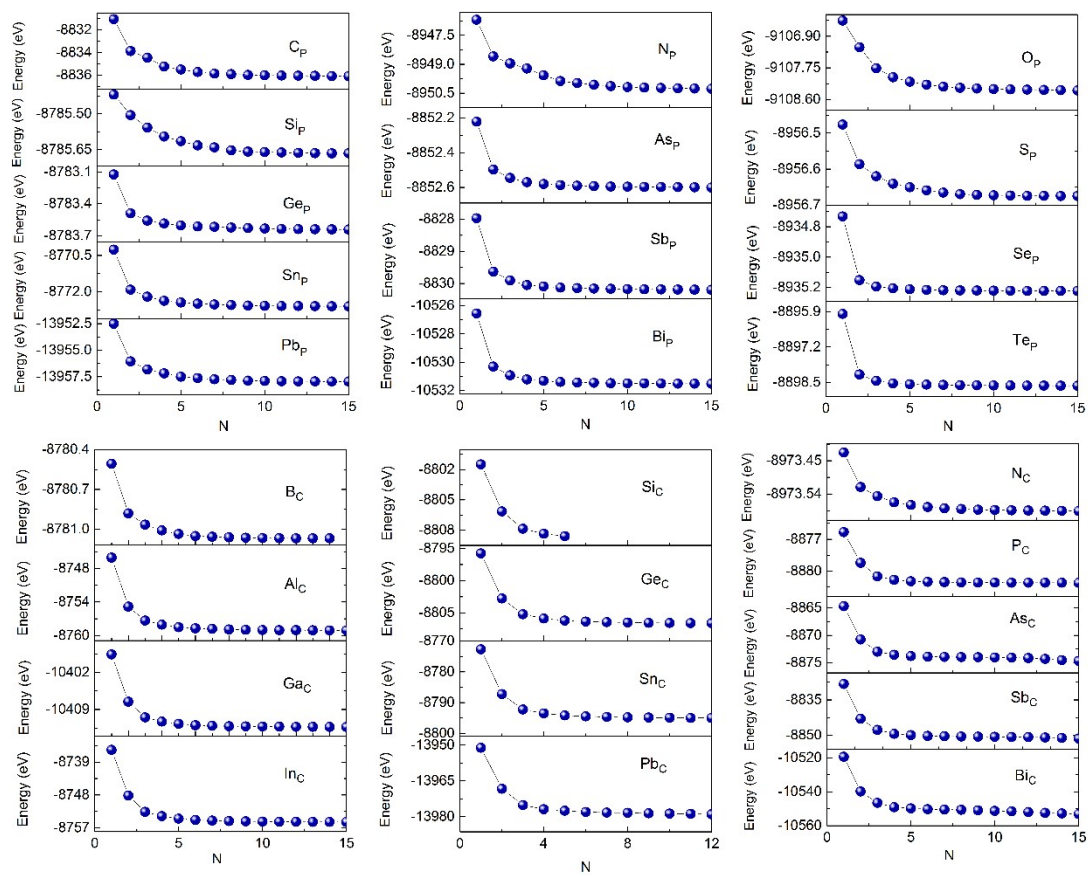 -8832
-8834
-8836
Energy (eV)
C_P
-8785.50
-8785.65
Energy (eV)
Si_P
-8783.1
-8783.4
-8783.7
Energy (eV)
Ge_P
-8770.5
-8772.0
Energy (eV)
Sn_P
-13952.5
-13955.0
-13957.5
Energy (eV)
Pb_P
0 5 10 15
N
-8947.5
-8949.0
-8950.5
Energy (eV)
N_P
-8852.2
-8852.4
-8852.6
Energy (eV)
As_P
-8828
-8829
-8830
Energy (eV)
Sb_P
-10526
-10528
-10530
-10532
Energy (eV)
Bi_P
0 5 10 15
N
-9106.90
-9107.75
-9108.60
Energy (eV)
O_P
-8956.5
-8956.6
-8956.7
Energy (eV)
S_P
-8934.8
-8935.0
-8935.2
Energy (eV)
Se_P
-8895.9
-8897.2
-8898.5
Energy (eV)
Te_P
0 5 10 15
N
-8780.4
-8780.7
-8781.0
Energy (eV)
B_C
-8748
-8754
-8760
Energy (eV)
Al_C
-10402
-10409
Energy (eV)
Ga_C
-8739
-8748
-8757
Energy (eV)
In_C
0 5 10 15
N
-8802
-8805
-8808
Energy (eV)
Si_C
-8795
-8800
-8805
Energy (eV)
Ge_C
-8770
-8780
-8790
-8800
Energy (eV)
Sn_C
-13950
-13965
-13980
Energy (eV)
Pb_C
0 4 8 12
N
-8973.45
-8973.54
Energy (eV)
N_C
-8877
-8880
Energy (eV)
P_C
-8865
-8870
-8875
Energy (eV)
As_C
-8835
-8850
Energy (eV)
Sb_C
-10520
-10540
-10560
Energy (eV)
Bi_C
0 5 10 15
N